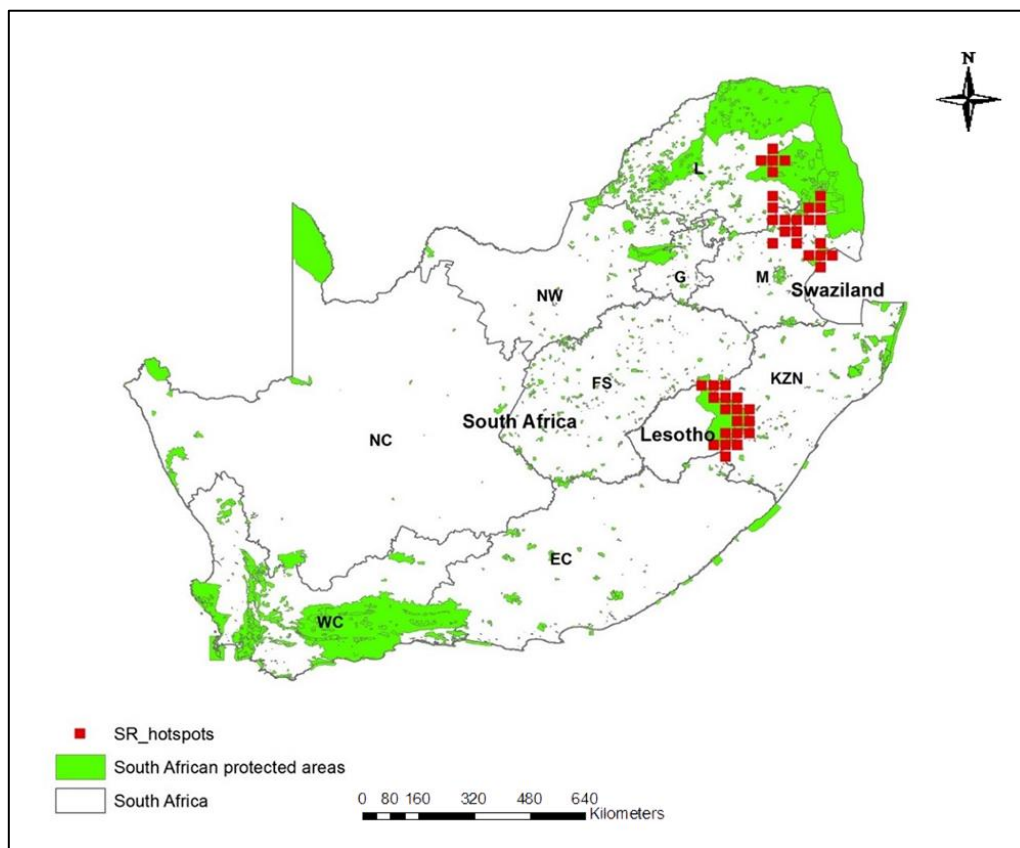 N
L
G
M
NW
Swaziland
FS
KZN
South Africa
Lesotho
NC
EC
WC
SR_hotspots
South African protected areas
South Africa
0 80 160 320 480 640
Kilometers